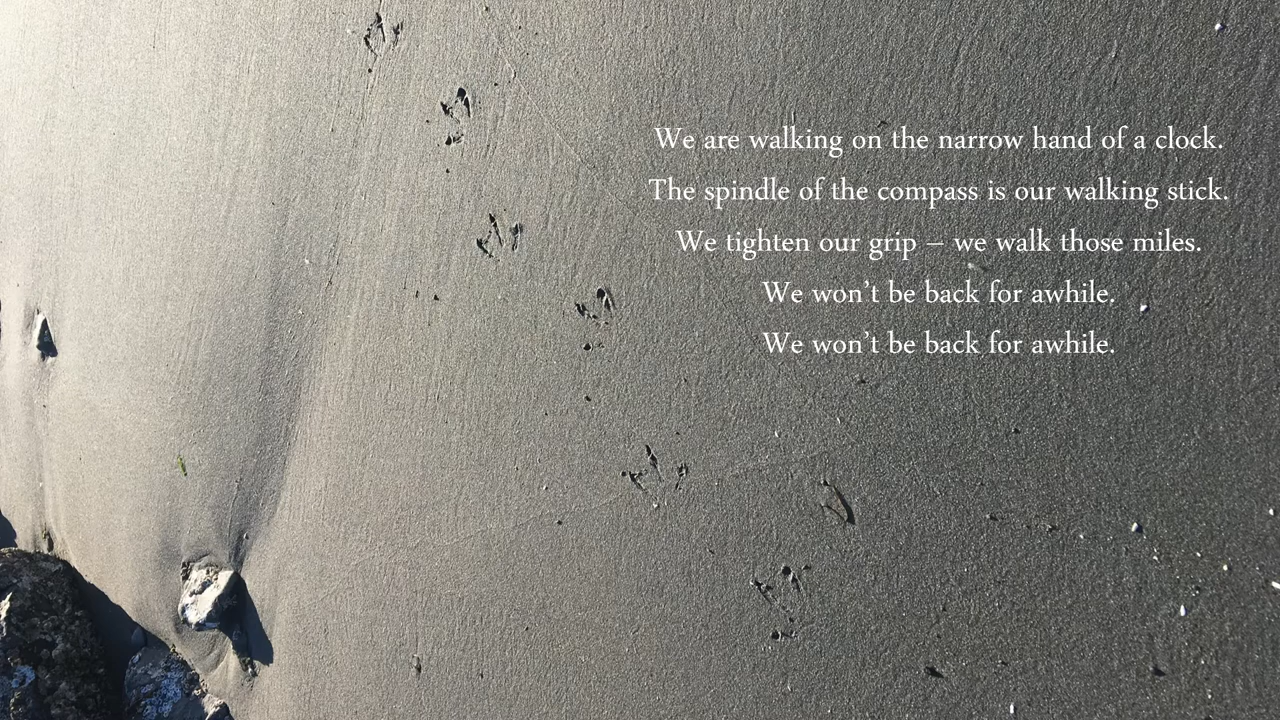 We are walking on the narrow hand of a clock.
The spindle of the compass is our walking stick.
We tighten our grip – we walk those miles.
We won’t be back for awhile.
We won’t be back for awhile.